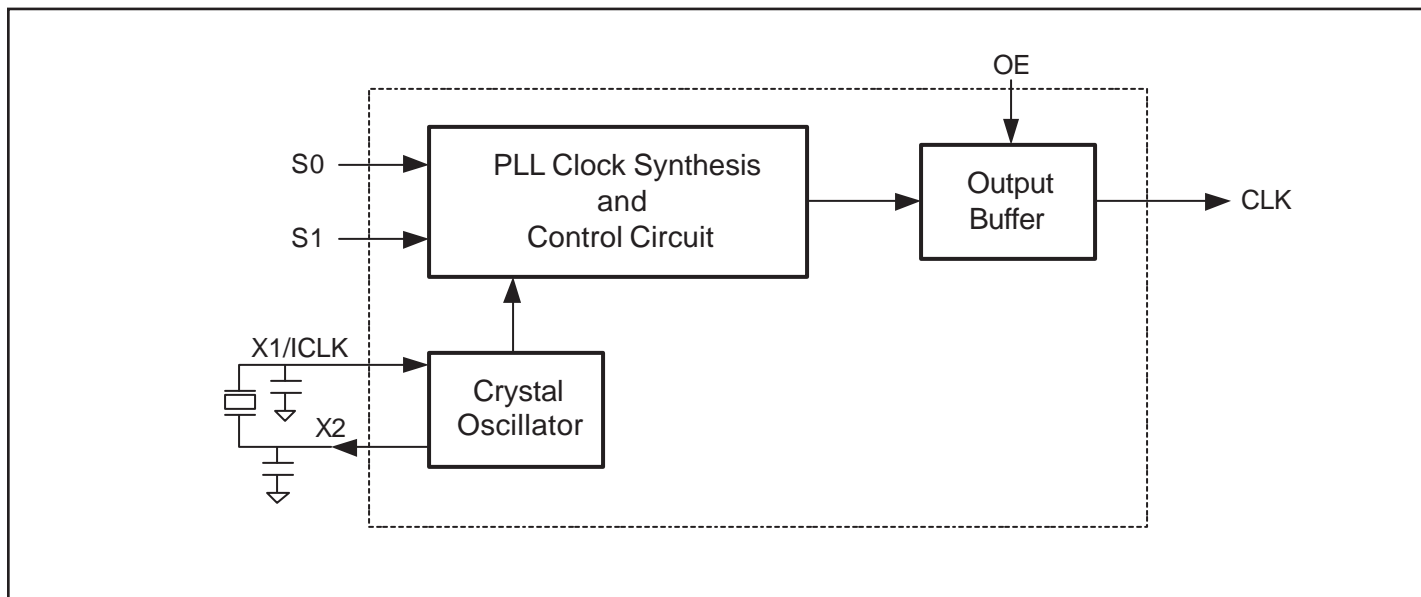 OE
S0
PLL Clock Synthesis
and
Control Circuit
Output
Buffer
CLK
S1
X1/ICLK
Crystal
Oscillator
X2